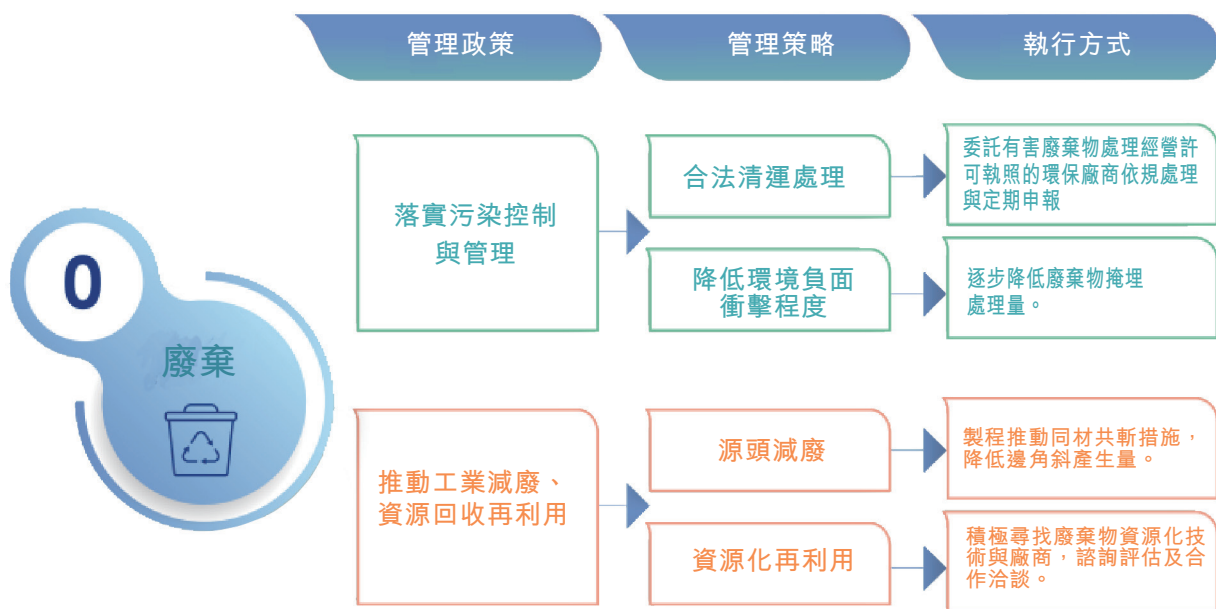 管理政策
管理策略
執行方式
0
廢棄
落實污染控制
與管理
合法清運處理
委託有害廢棄物處理經營許
可執照的環保廠商依規處理
與定期申報
降低環境負面
衝擊程度
逐步降低廢棄物掩埋
處理量。
推動工業減廢、
資源回收再利用
源頭減廢
製程推動同材共斬措施，
降低邊角斜產生量。
資源化再利用
積極尋找廢棄物資源化技
術與廠商，諮詢評估及合
作洽談。